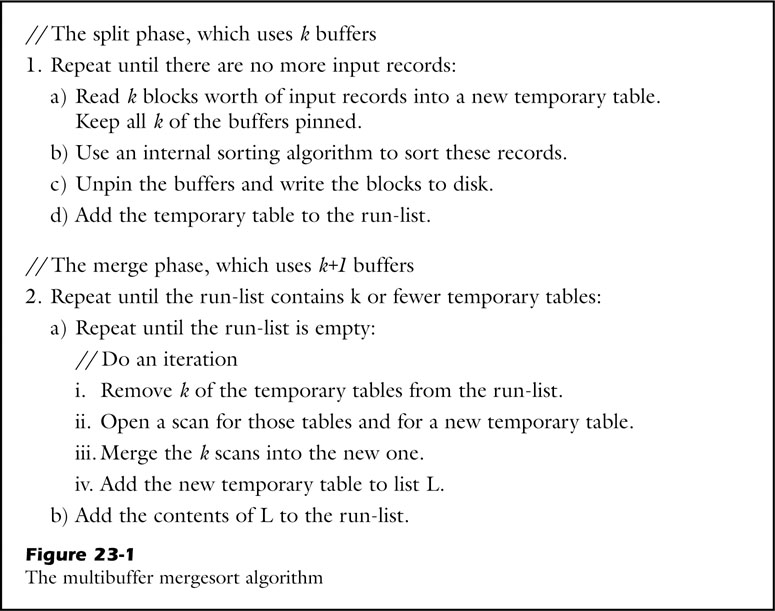 // The split phase, which uses k buffers
1. Repeat until there are no more input records:
a) Read k blocks worth of input records into a new temporary table.
Keep all k of the buffers pinned.
b) Use an internal sorting algorithm to sort these records.
c) Unpin the buffers and write the blocks to disk.
d) Add the temporary table to the run-list.
// The merge phase, which uses k+1 buffers
2. Repeat until the run-list contains k or fewer temporary tables:
a) Repeat until the run-list is empty:
// Do an iteration
i. Remove k of the temporary tables from the run-list.
ii. Open a scan for those tables and for a new temporary table.
iii. Merge the k scans into the new one.
iv. Add the new temporary table to list L.
b) Add the contents of L to the run-list.
Figure 23-1
The multibuffer mergesort algorithm